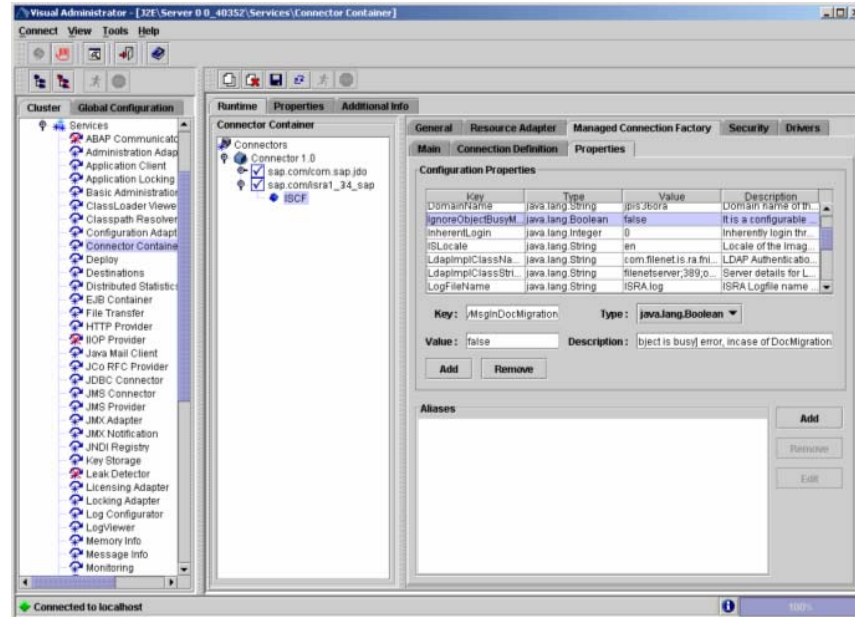 Visual Administrator - [J2E\Server 0 0_40352\Services\Connector Container]
Connect View Tools Help
Cluster Global Configuration
Services
ABAP Communicatc
Administration Adap
Application Client
Application Locking
Basic Administration
ClassLoader Viewe
Classpath Resolver
Configuration Adapt
Connector Containe
Deploy
Destinations
Distributed Statistics
EJB Container
File Transfer
HTTP Provider
IIOP Provider
Java Mail Client
JCo RFC Provider
JDBC Connector
JMS Connector
JMS Provider
JMX Adapter
JMX Notification
JNDI Registry
Key Storage
Leak Detector
Licensing Adapter
Locking Adapter
Log Configurator
LogViewer
Memory Info
Message Info
Monitoring
Runtime Properties Additional Info
Connector Container
Connectors
Connector 1.0
sap.com/com.sap.jdo
sap.com/isra1_34_sap
ISCF
General Resource Adapter Managed Connection Factory Security Drivers
Main Connection Definition Properties
Configuration Properties
Key Type Value Description
DomainName java.lang.String jpis36ora Domain name of th...
IgnoreObjectBusyM... java.lang.Boolean false It is a configurable ...
InherentLogin java.lang.Integer 0 Inherently login thr...
ISLocale java.lang.String en Locale of the Imag...
LdapImplClassNa... java.lang.String com.filenet.is.ra.fni... LDAP Authenticatio...
LdapImplClassStri... java.lang.String filenetserver;389;o... Server details for L...
LogFileName java.lang.String ISRA.log ISRA Logfile name ...
Key: yMsgInDocMigration Type: java.lang.Boolean
Value: false Description: bject is busy] error, incase of DocMigration
Add Remove
Aliases
Add
Remove
Edit
Connected to localhost
100%